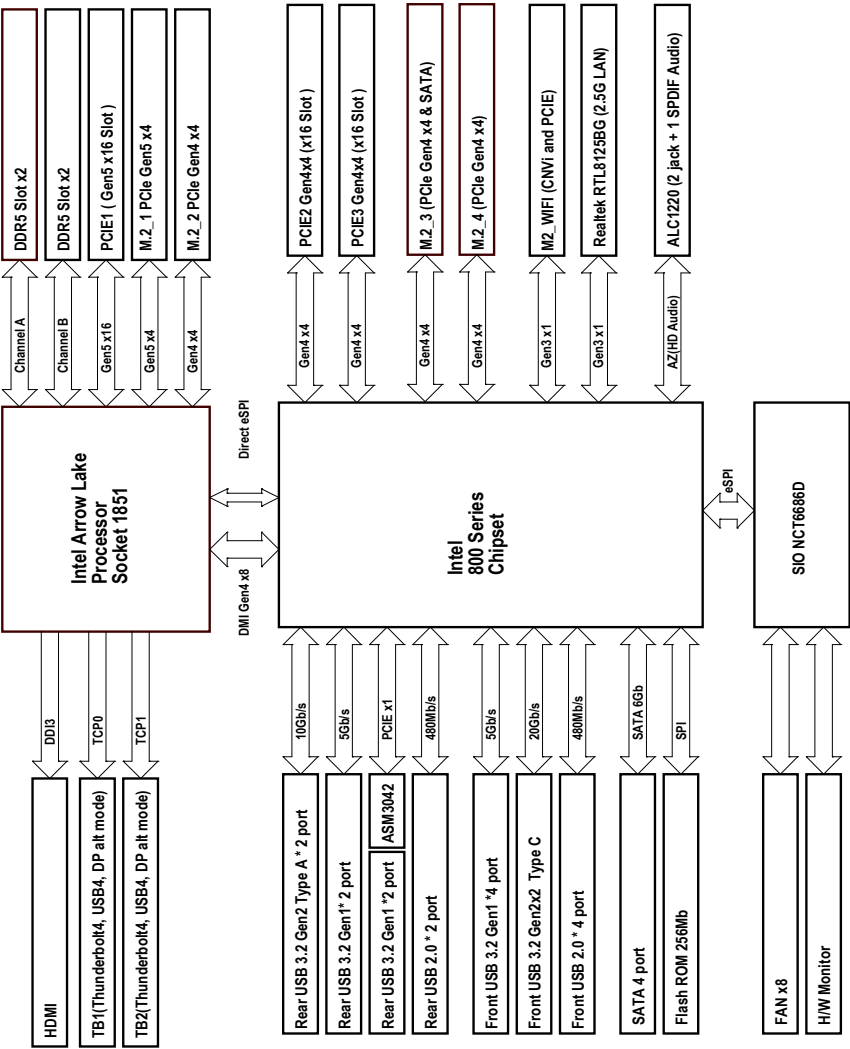 HDMI
DDI3
TB1(Thunderbolt4, USB4, DP alt mode)
TCP0
TB2(Thunderbolt4, USB4, DP alt mode)
TCP1
Intel Arrow Lake
Processor
Socket 1851
Channel A
DDR5 Slot x2
Channel B
DDR5 Slot x2
Gen5 x16
PCIE1 ( Gen5 x16 Slot )
Gen5 x4
M.2_1 PCIe Gen5 x4
Gen4 x4
M.2_2 PCIe Gen4 x4
DMI Gen4 x8
Direct eSPI
Rear USB 3.2 Gen2 Type A * 2 port
10Gb/s
Rear USB 3.2 Gen1* 2 port
5Gb/s
Rear USB 3.2 Gen1 *2 port
ASM3042
PCIE x1
Rear USB 2.0 * 2 port
480Mb/s
Front USB 3.2 Gen1 *4 port
5Gb/s
Front USB 3.2 Gen2x2 Type C
20Gb/s
Front USB 2.0 * 4 port
480Mb/s
SATA 4 port
SATA 6Gb
Flash ROM 256Mb
SPI
Intel
800 Series
Chipset
Gen4 x4
PCIE2 Gen4x4 (x16 Slot )
Gen4 x4
PCIE3 Gen4x4 (x16 Slot )
Gen4 x4
M.2_3 (PCIe Gen4 x4 & SATA)
Gen4 x4
M.2_4 (PCIe Gen4 x4)
Gen3 x1
M2_WIFI (CNVi and PCIE)
Gen3 x1
Realtek RTL8125BG (2.5G LAN)
AZ(HD Audio)
ALC1220 (2 jack + 1 SPDIF Audio)
eSPI
FAN x8
H/W Monitor
SIO NCT6686D